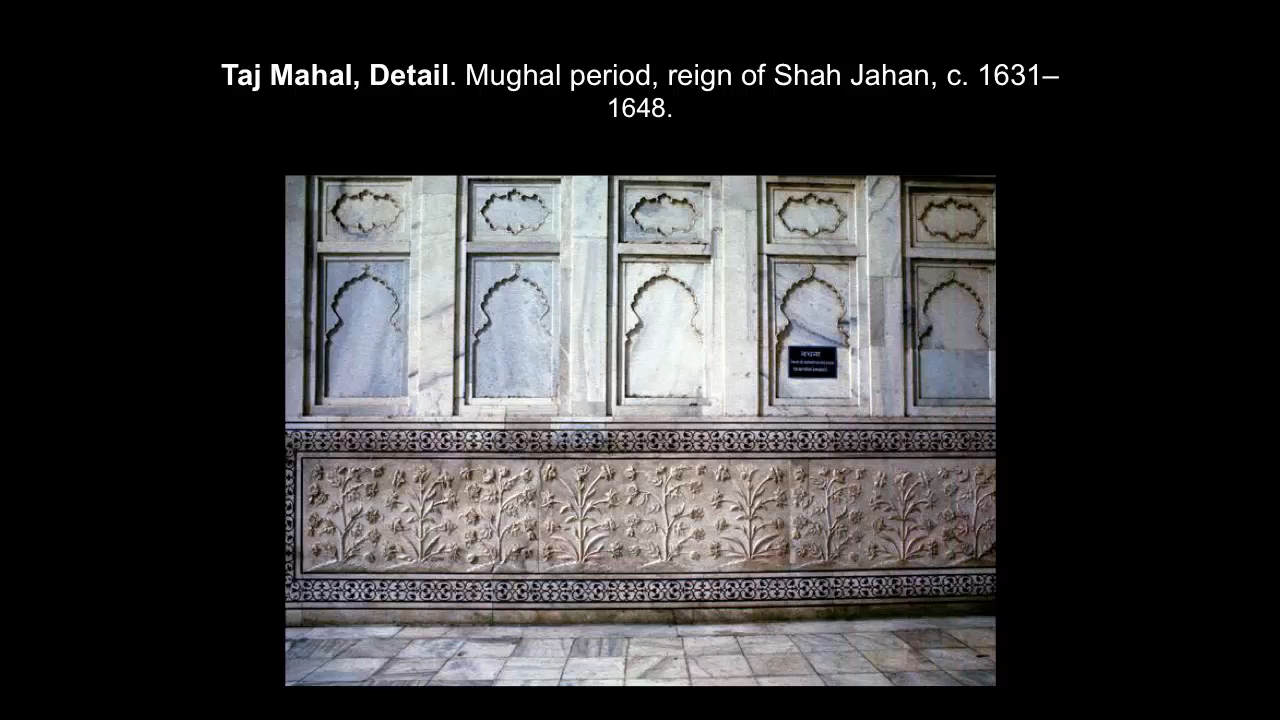 Taj Mahal, Detail. Mughal period, reign of Shah Jahan, c. 1631–
1648.